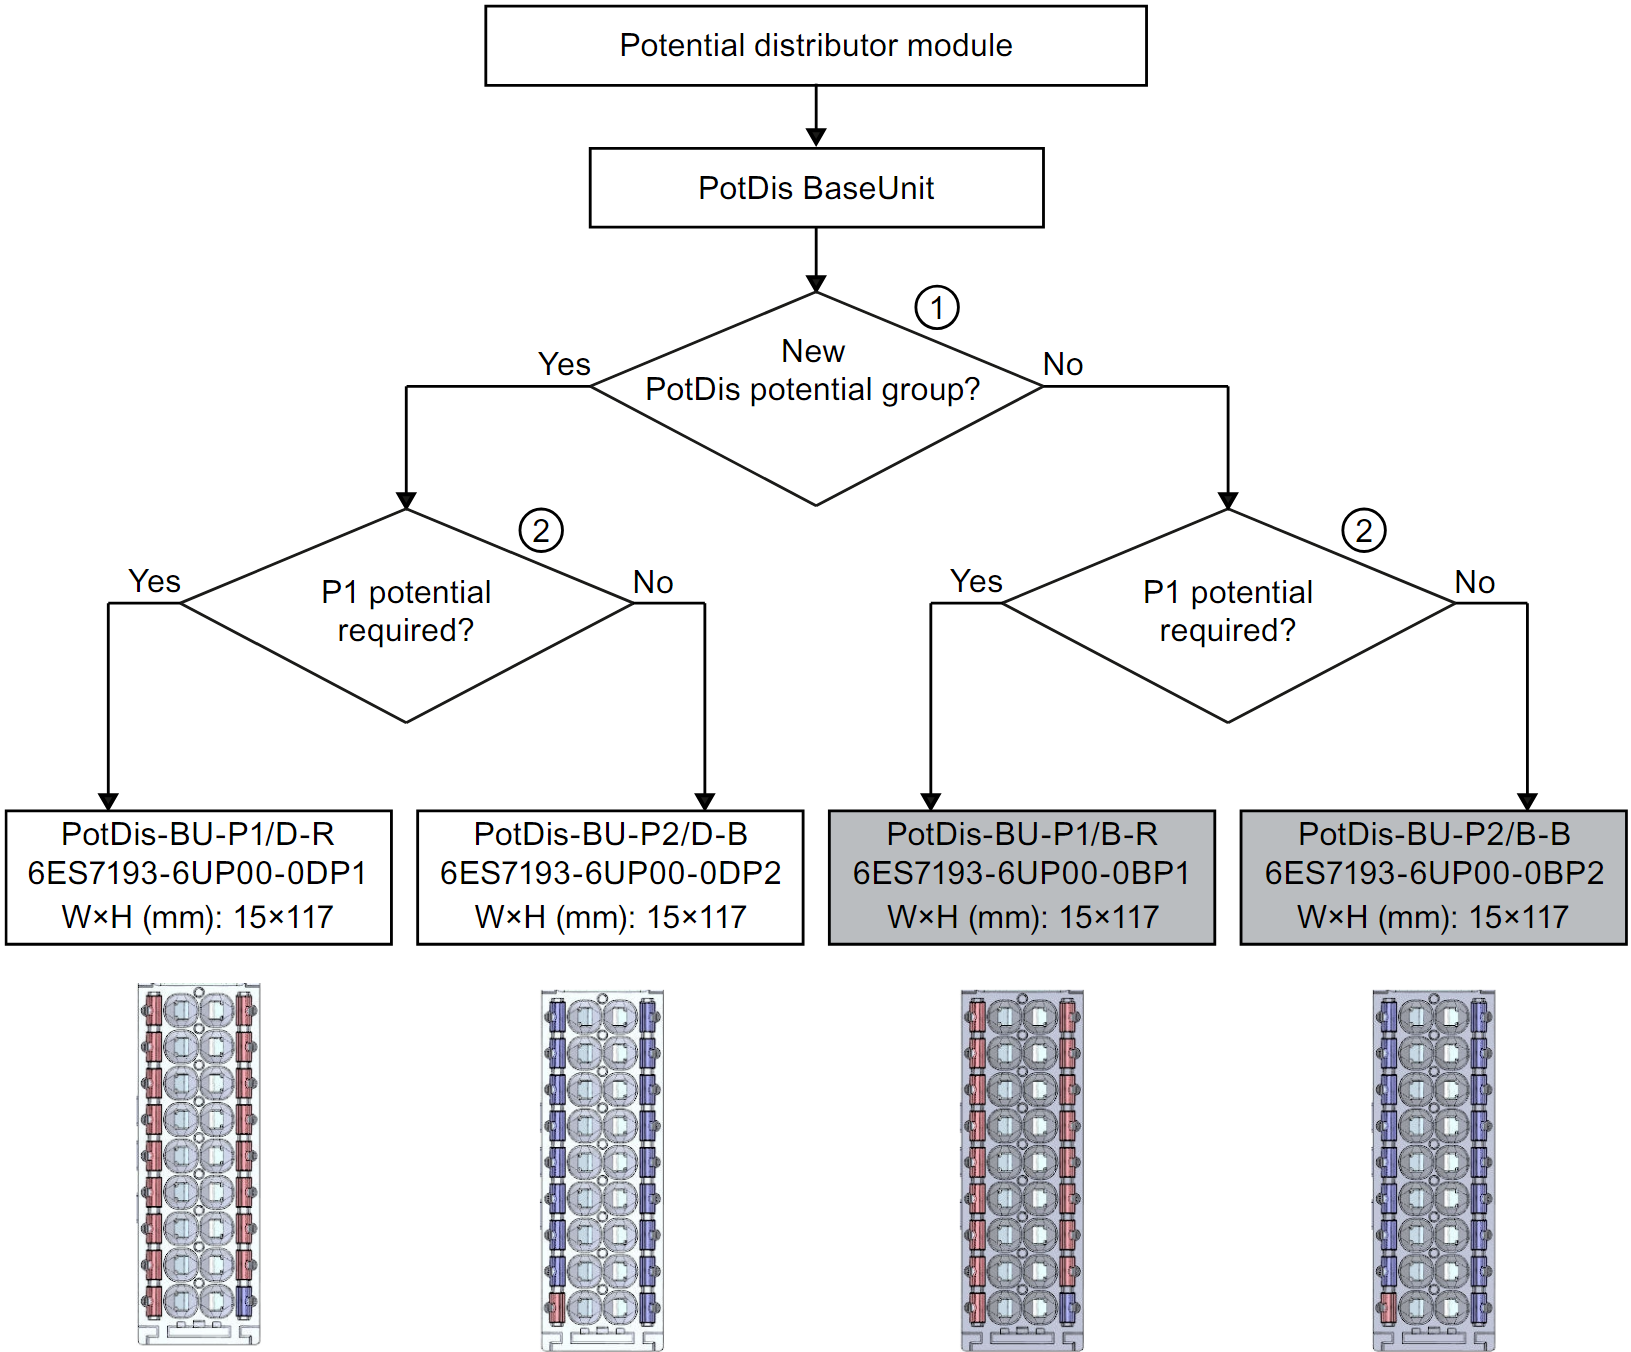 Potential distributor module
PotDis BaseUnit
1
New
PotDis potential group?
Yes
No
2
P1 potential
required?
Yes
No
2
P1 potential
required?
Yes
No
PotDis-BU-P1/D-R
6ES7193-6UP00-0DP1
W×H (mm): 15×117
PotDis-BU-P2/D-B
6ES7193-6UP00-0DP2
W×H (mm): 15×117
PotDis-BU-P1/B-R
6ES7193-6UP00-0BP1
W×H (mm): 15×117
PotDis-BU-P2/B-B
6ES7193-6UP00-0BP2
W×H (mm): 15×117